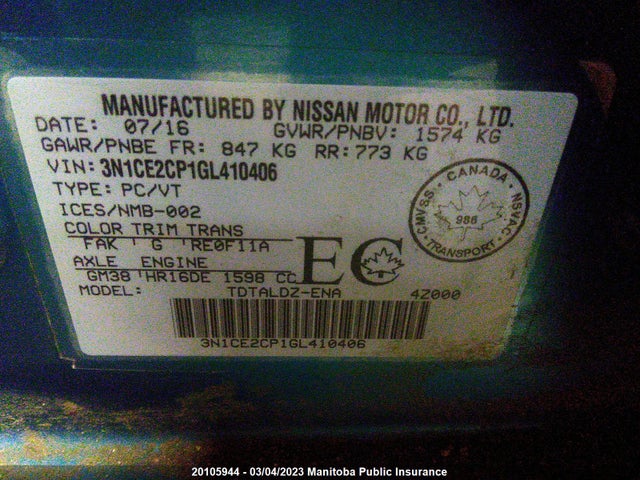 MANUFACTURED BY NISSAN MOTOR CO., LTD.
DATE: 07/16 GVWR/PNBV: 1574 KG
GAWR/PNBE FR: 847 KG RR: 773 KG
VIN: 3N1CE2CP1GL410406
TYPE: PC/VT
ICES/NMB-002
COLOR TRIM TRANS
FAK G RE0F11A
AXLE ENGINE
GM38 HR16DE 1598 CC
MODEL: TDTALDZ-ENA 4Z000
EC
CMVSS. CANADA NSVAC
986
TRANSPORT
3N1CE2CP1GL410406
20105944 - 03/04/2023 Manitoba Public Insurance